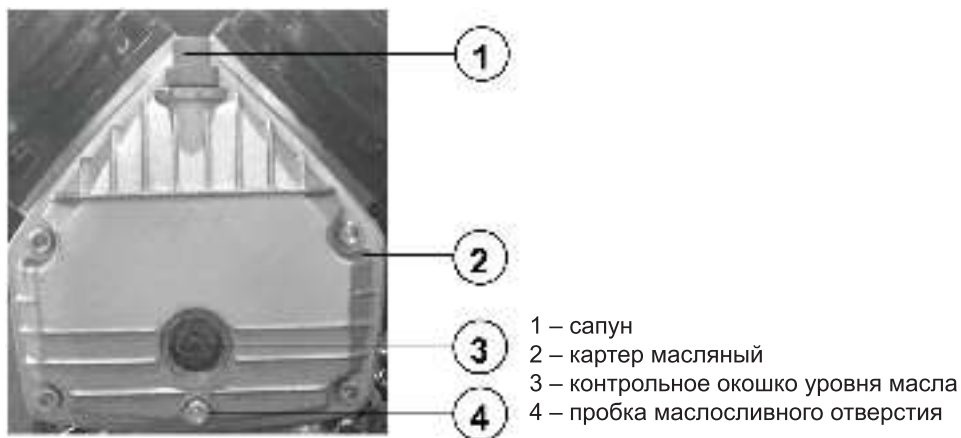 1
2
3
4
1 – сапун
2 – картер масляный
3 – контрольное окошко уровня масла
4 – пробка маслосливного отверстия